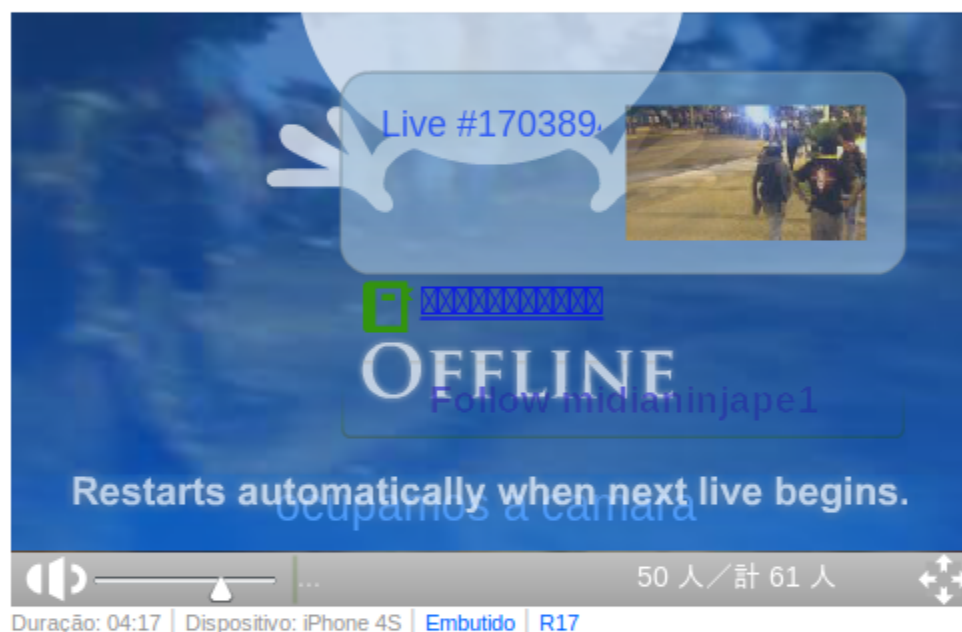 Live #170389
OFFLINE
Follow midianinjape1
Restarts automatically when next live begins.
ocupamos a câmara
...
50 人／計 61 人
Duração: 04:17 | Dispositivo: iPhone 4S | Embutido | R17